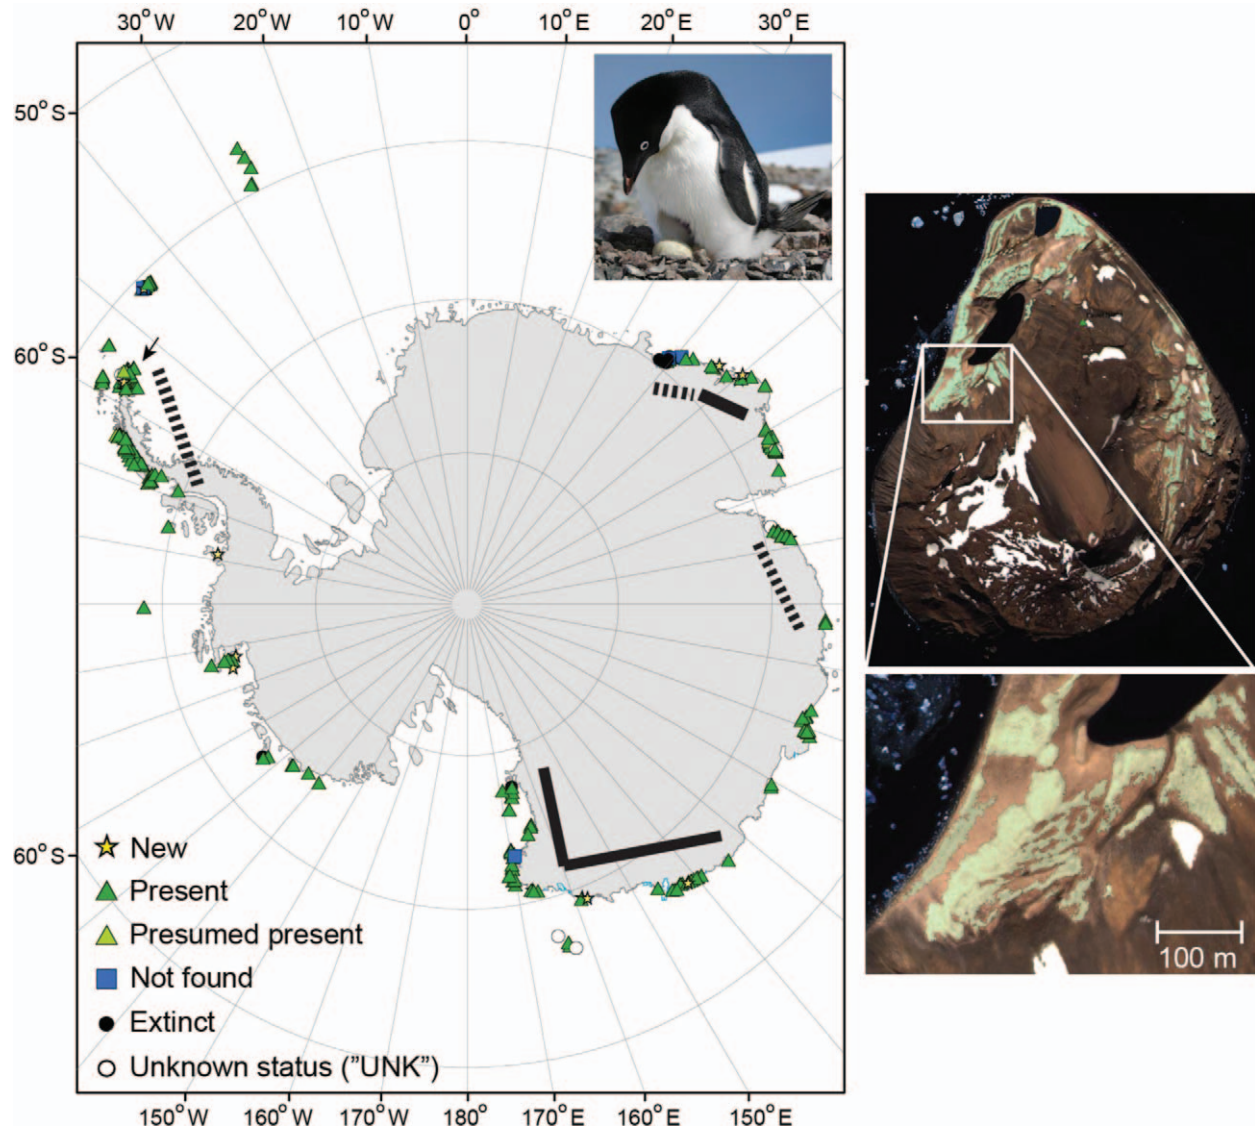 30° W 20° W 10° W 0° 10° E 20° E 30° E
50° S
60° S
60° S
New
Present
Presumed present
Not found
Extinct
Unknown status (”UNK”)
150° W 160° W 170° W 180° 170° E 160° E 150° E
100 m